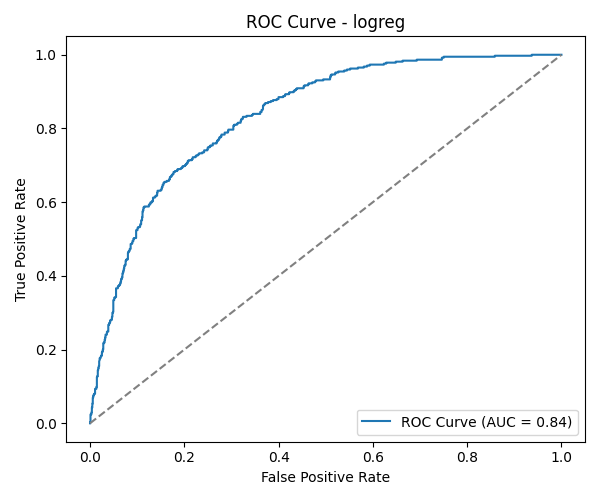 ROC Curve - logreg
True Positive Rate
1.0
0.8
0.6
0.4
0.2
0.0
0.0 0.2 0.4 0.6 0.8 1.0
False Positive Rate
ROC Curve (AUC = 0.84)